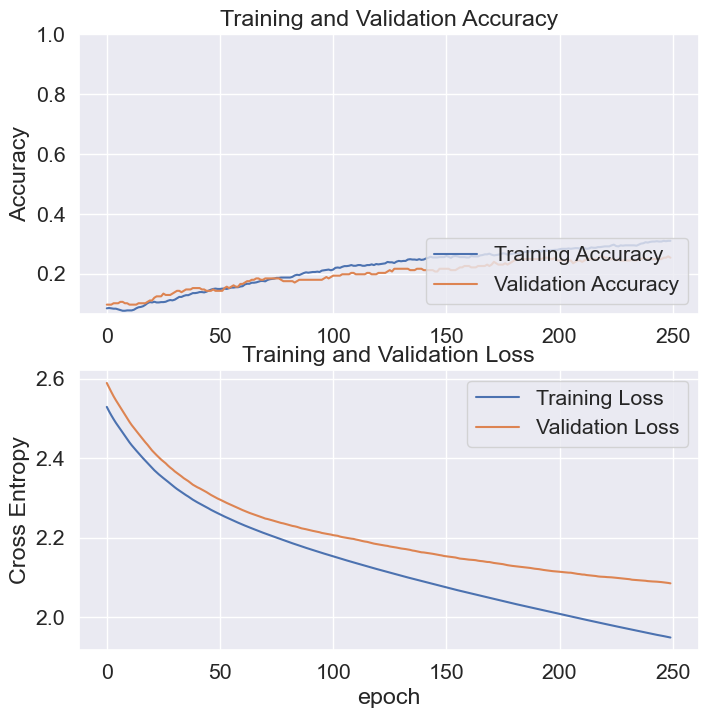 Training and Validation Accuracy
1.0
0.8
0.6
0.4
0.2
Accuracy
Training Accuracy
Validation Accuracy
0 50 100 150 200 250
Training and Validation Loss
2.6
2.4
2.2
2.0
Cross Entropy
Training Loss
Validation Loss
0 50 100 150 200 250
epoch